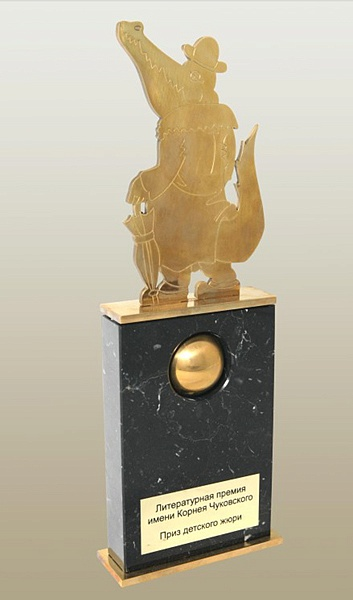 Литературная премия
имени Корнея Чуковского
Приз детского жюри